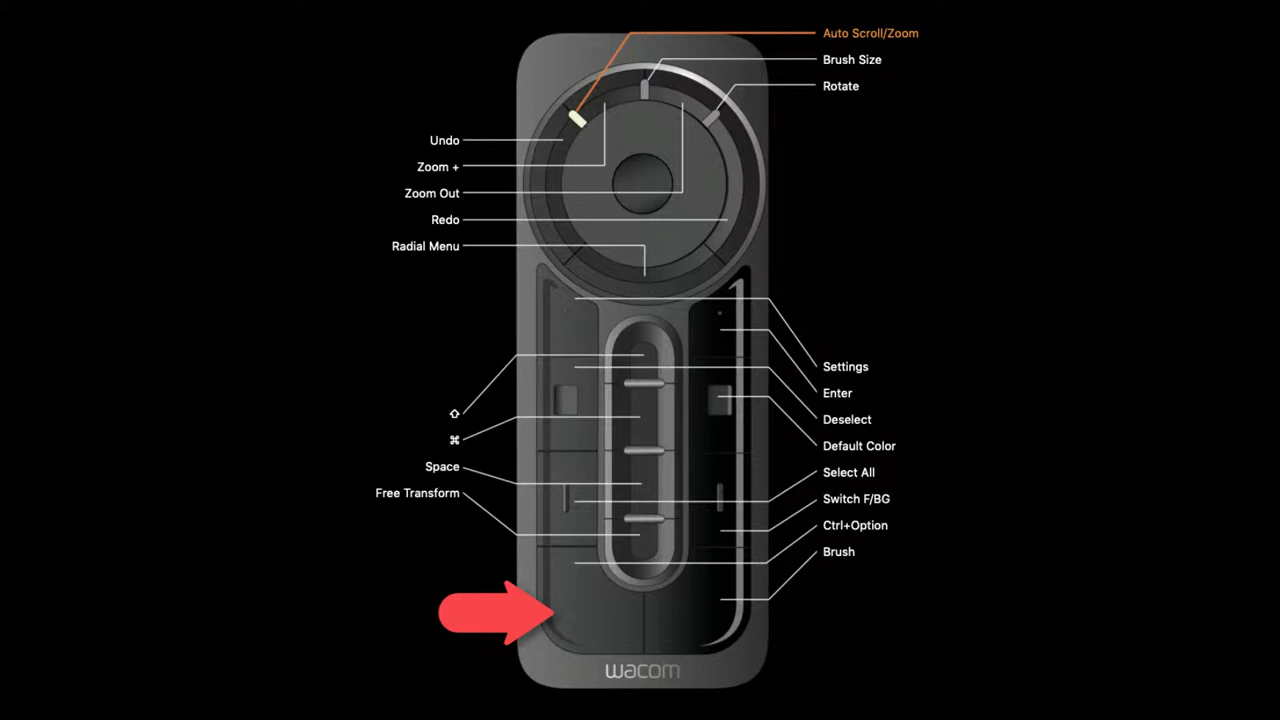 Auto Scroll/Zoom
Brush Size
Rotate
Undo
Zoom +
Zoom Out
Redo
Radial Menu
Settings
Enter
Deselect
Default Color
Select All
Switch F/BG
Ctrl+Option
Brush
⇧
⌘
Space
Free Transform
wacom